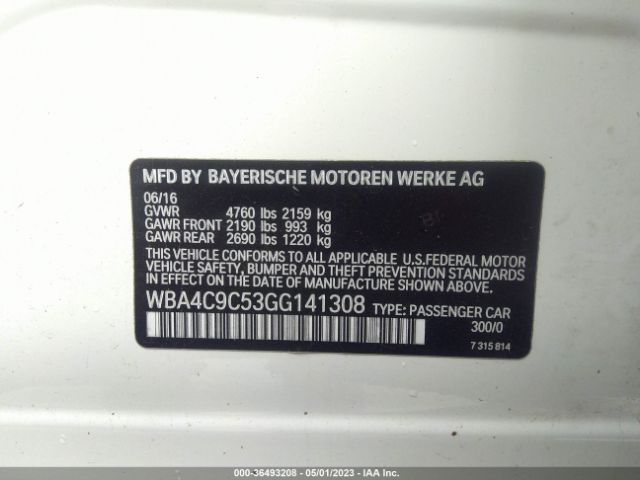 MFD BY BAYERISCHE MOTOREN WERKE AG
06/16
GVWR 4760 lbs 2159 kg
GAWR FRONT 2190 lbs 993 kg
GAWR REAR 2690 lbs 1220 kg
THIS VEHICLE CONFORMS TO ALL APPLICABLE U.S.FEDERAL MOTOR
VEHICLE SAFETY, BUMPER AND THEFT PREVENTION STANDARDS
IN EFFECT ON THE DATE OF MANUFACTURE SHOWN ABOVE.
WBA4C9C53GG141308 TYPE: PASSENGER CAR
300/0
7 315 814
000-36493208 - 05/01/2023 - IAA Inc.